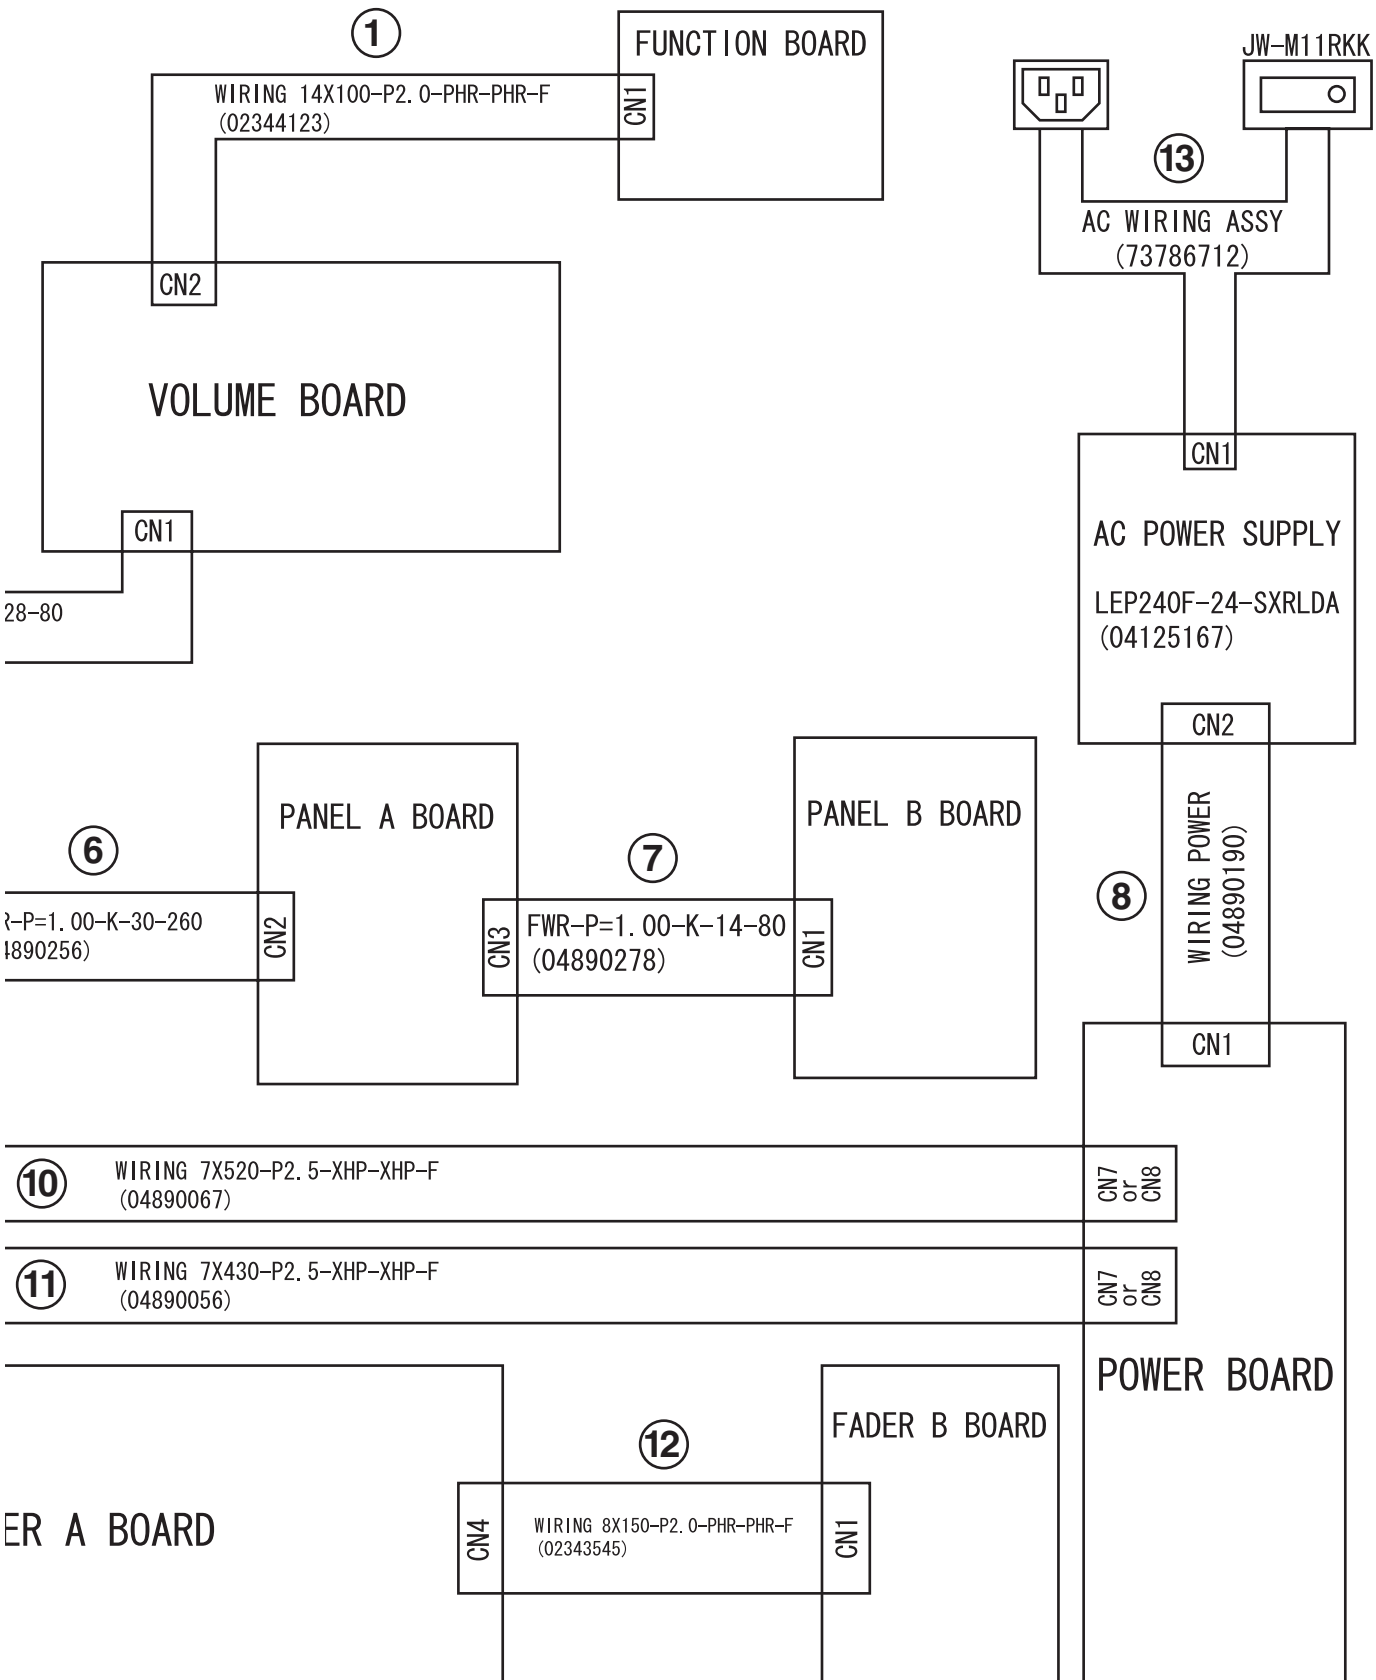 1
FUNCTION BOARD
JW-M11RKK
WIRING 14X100-P2.0-PHR-PHR-F
(02344123)
CN1
13
AC WIRING ASSY
(73786712)
CN2
VOLUME BOARD
CN1
CN1
28-80
AC POWER SUPPLY
LEP240F-24-SXRLDA
(04125167)
CN2
PANEL A BOARD
PANEL B BOARD
6
7
8
WIRING POWER
(04890190)
R-P=1.00-K-30-260
4890256)
CN2
CN3
FWR-P=1.00-K-14-80
(04890278)
CN1
CN1
10
WIRING 7X520-P2.5-XHP-XHP-F
(04890067)
CN7
or
CN8
11
WIRING 7X430-P2.5-XHP-XHP-F
(04890056)
CN7
or
CN8
POWER BOARD
12
FADER B BOARD
ER A BOARD
CN4
WIRING 8X150-P2.0-PHR-PHR-F
(02343545)
CN1